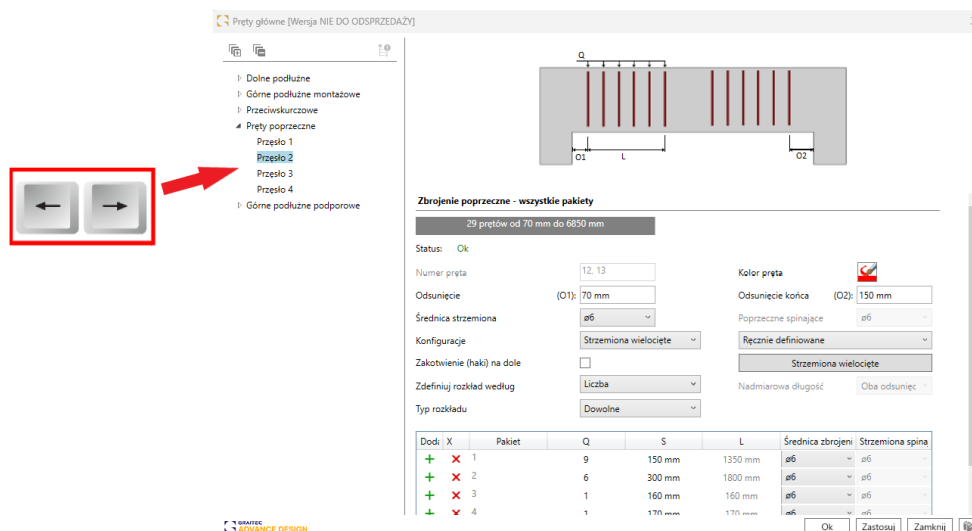 Pręty główne [Wersja NIE DO ODSPRZEDAŻY]
Dolne podłużne
Górne podłużne montażowe
Przeciwskurczowe
Pręty poprzeczne
Przęsło 1
Przęsło 2
Przęsło 3
Przęsło 4
Górne podłużne podporowe
Q
O1
L
O2
Zbrojenie poprzeczne - wszystkie pakiety
29 prętów od 70 mm do 6850 mm
Status: Ok
Numer pręta 12, 13 Kolor pręta
Odsunięcie (O1): 70 mm Odsunięcie końca (O2): 150 mm
Średnica strzemiona ø6 Poprzeczne spinające ø6
Konfiguracje Strzemiona wielocięte Ręcznie definiowane
Zakotwienie (haki) na dole Strzemiona wielocięte
Zdefiniuj rozkład według Liczba Nadmiarowa długość Oba odsunięc
Typ rozkładu Dowolne
X Pakiet Q S L Średnica zbrojeni Strzemiona spiną
1 9 150 mm 1350 mm ø6 ø6
2 6 300 mm 1800 mm ø6 ø6
3 1 160 mm 160 mm ø6 ø6
4 1 170 mm 170 mm ø6 ø6
GRAITEC
ADVANCE DESIGN
Ok Zastosuj Zamknij